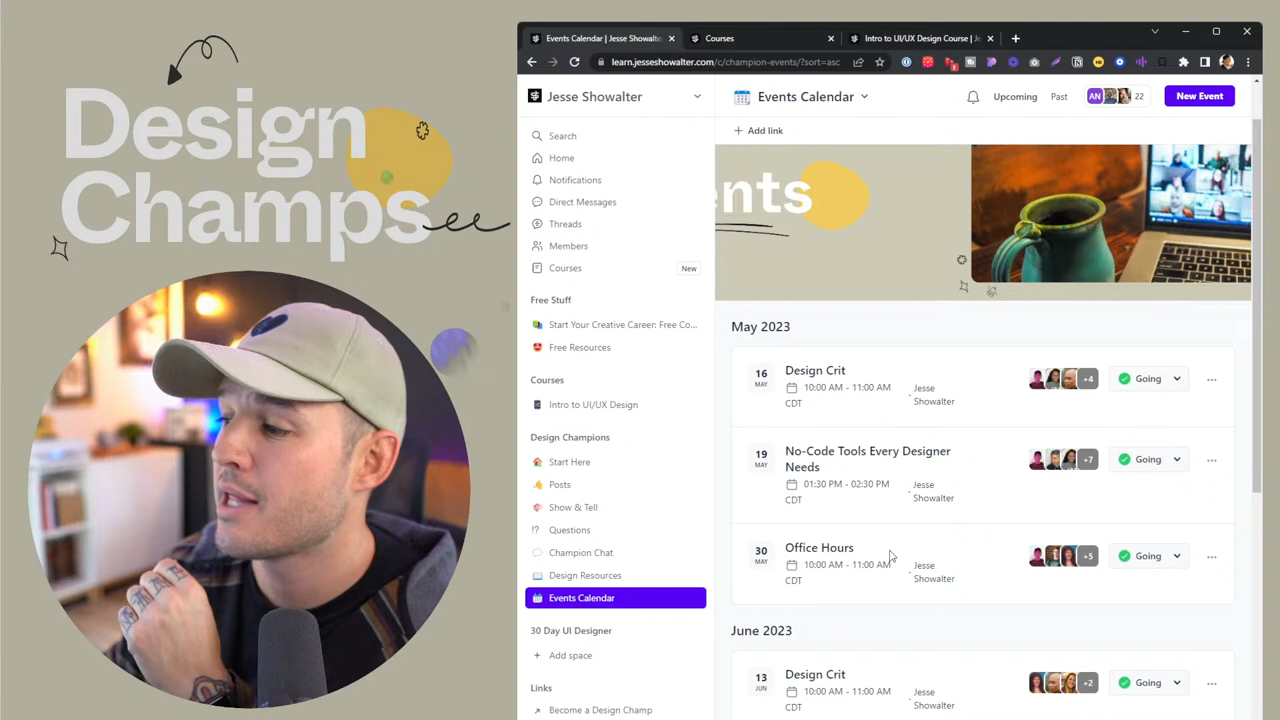 Design
Champs
Events Calendar | Jesse Showalte
Courses
Intro to UI/UX Design Course | Je
learn.jesseshowalter.com/c/champion-events/?sort=asc
Jesse Showalter
Search
Home
Notifications
Direct Messages
Threads
Members
Courses
New
Free Stuff
Start Your Creative Career: Free Co...
Free Resources
Courses
Intro to UI/UX Design
Design Champions
Start Here
Posts
Show & Tell
!? Questions
Champion Chat
Design Resources
Events Calendar
30 Day UI Designer
+ Add space
Links
Become a Design Champ
Events Calendar
Upcoming
Past
AN
22
New Event
+ Add link
ents
May 2023
16
MAY
Design Crit
10:00 AM - 11:00 AM
CDT
- Jesse
Showalter
+4
Going
19
MAY
No-Code Tools Every Designer
Needs
01:30 PM - 02:30 PM
CDT
- Jesse
Showalter
+7
Going
30
MAY
Office Hours
10:00 AM - 11:00 AM
CDT
- Jesse
Showalter
+5
Going
June 2023
13
JUN
Design Crit
10:00 AM - 11:00 AM
CDT
- Jesse
Showalter
+2
Going